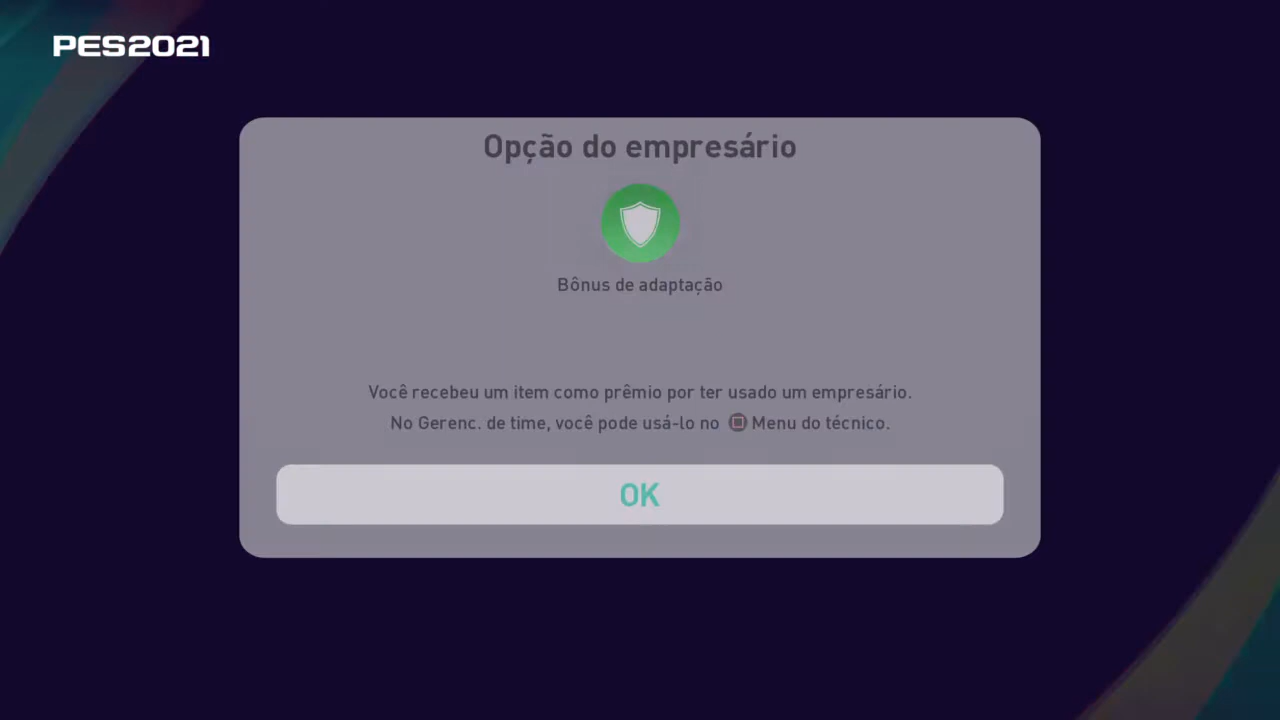 PES2021
Opção do empresário
Bônus de adaptação
Você recebeu um item como prêmio por ter usado um empresário.
No Gerenc. de time, você pode usá-lo no Menu do técnico.
OK